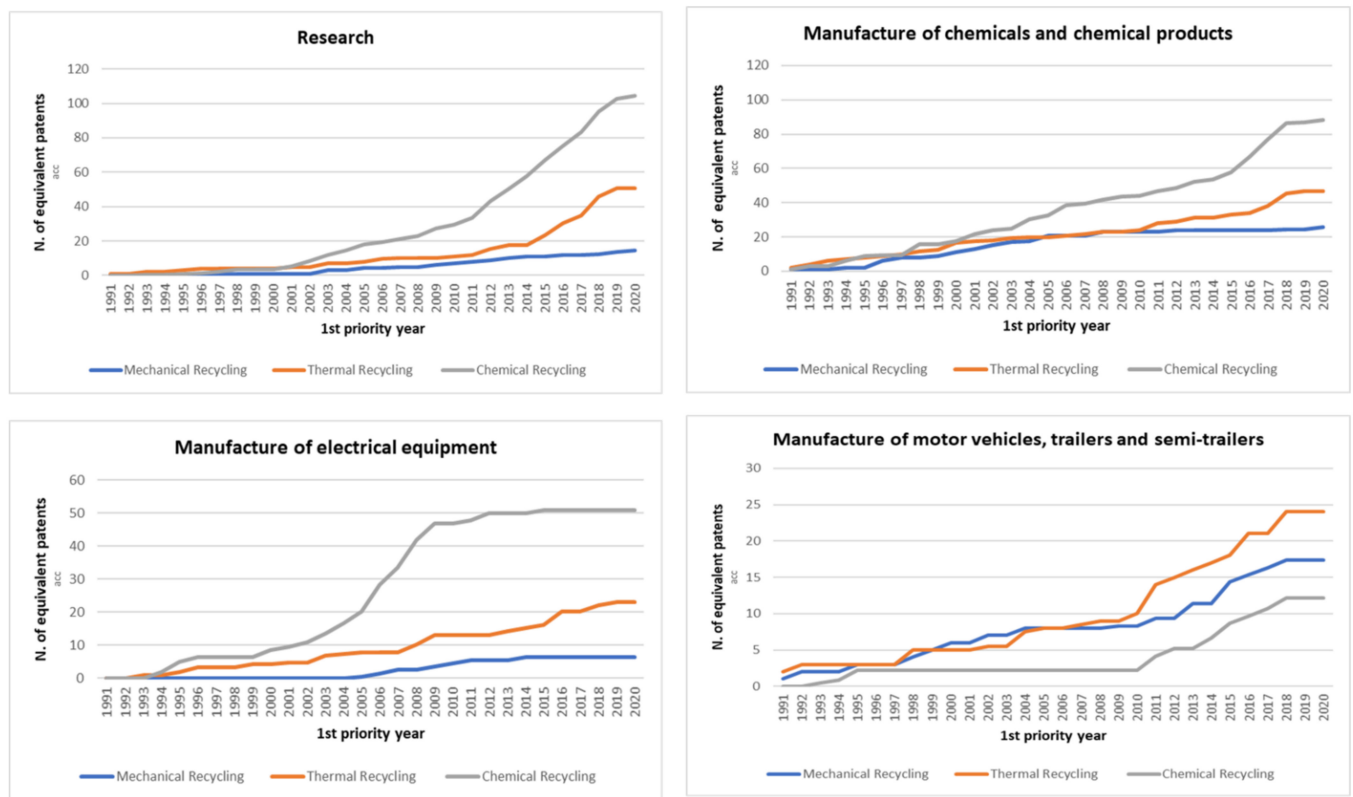 Research
N. of equivalent patents
acc
120
100
80
60
40
20
0
1991 1992 1993 1994 1995 1996 1997 1998 1999 2000 2001 2002 2003 2004 2005 2006 2007 2008 2009 2010 2011 2012 2013 2014 2015 2016 2017 2018 2019 2020
1st priority year
Mechanical Recycling Thermal Recycling Chemical Recycling
Manufacture of chemicals and chemical products
N. of equivalent patents
acc
120
100
80
60
40
20
0
1991 1992 1993 1994 1995 1996 1997 1998 1999 2000 2001 2002 2003 2004 2005 2006 2007 2008 2009 2010 2011 2012 2013 2014 2015 2016 2017 2018 2019 2020
1st priority year
Mechanical Recycling Thermal Recycling Chemical Recycling
Manufacture of electrical equipment
N. of equivalent patents
acc
60
50
40
30
20
10
0
1991 1992 1993 1994 1995 1996 1997 1998 1999 2000 2001 2002 2003 2004 2005 2006 2007 2008 2009 2010 2011 2012 2013 2014 2015 2016 2017 2018 2019 2020
1st priority year
Mechanical Recycling Thermal Recycling Chemical Recycling
Manufacture of motor vehicles, trailers and semi-trailers
N. of equivalent patents
acc
30
25
20
15
10
5
0
1991 1992 1993 1994 1995 1996 1997 1998 1999 2000 2001 2002 2003 2004 2005 2006 2007 2008 2009 2010 2011 2012 2013 2014 2015 2016 2017 2018 2019 2020
1st priority year
Mechanical Recycling Thermal Recycling Chemical Recycling